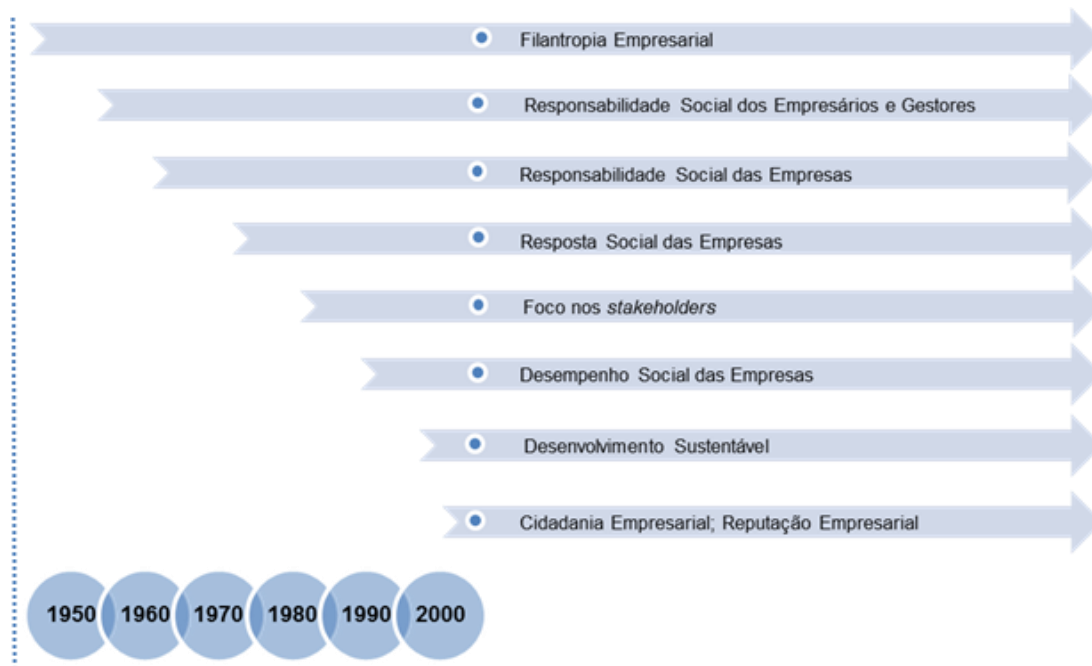 Filantropia Empresarial
Responsabilidade Social dos Empresários e Gestores
Responsabilidade Social das Empresas
Resposta Social das Empresas
Foco nos stakeholders
Desempenho Social das Empresas
Desenvolvimento Sustentável
Cidadania Empresarial; Reputação Empresarial
1950 1960 1970 1980 1990 2000